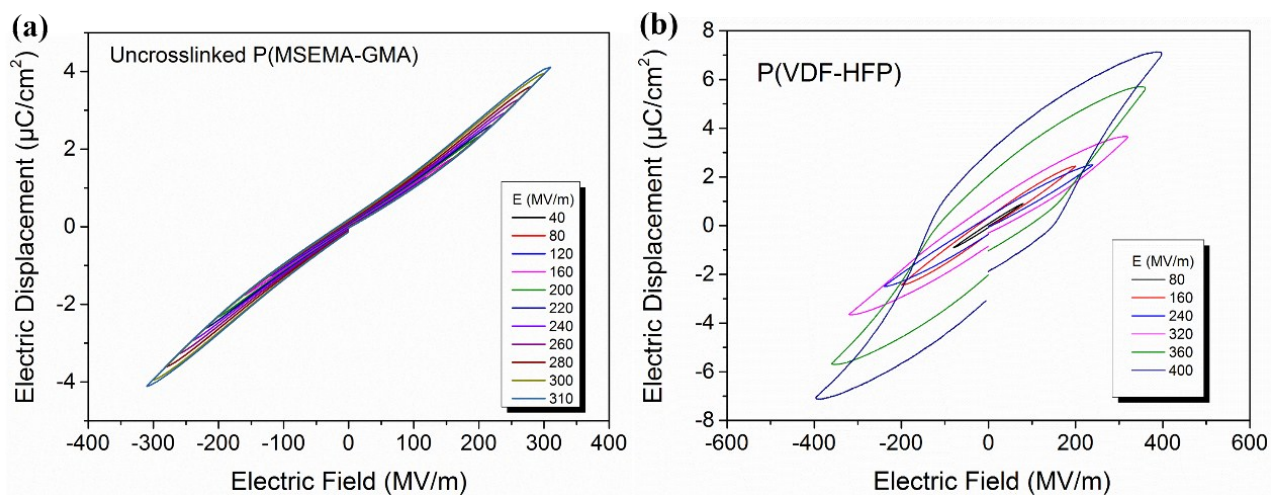 (a)
Uncrosslinked P(MSEMA-GMA)
Electric Displacement (µC/cm²)
4
2
0
-2
-4
E (MV/m)
40
80
120
160
200
220
240
260
280
300
310
-400 -300 -200 -100 0 100 200 300 400
Electric Field (MV/m)
(b)
P(VDF-HFP)
Electric Displacement (µC/cm²)
8
6
4
2
0
-2
-4
-6
-8
E (MV/m)
80
160
240
320
360
400
-600 -400 -200 0 200 400 600
Electric Field (MV/m)